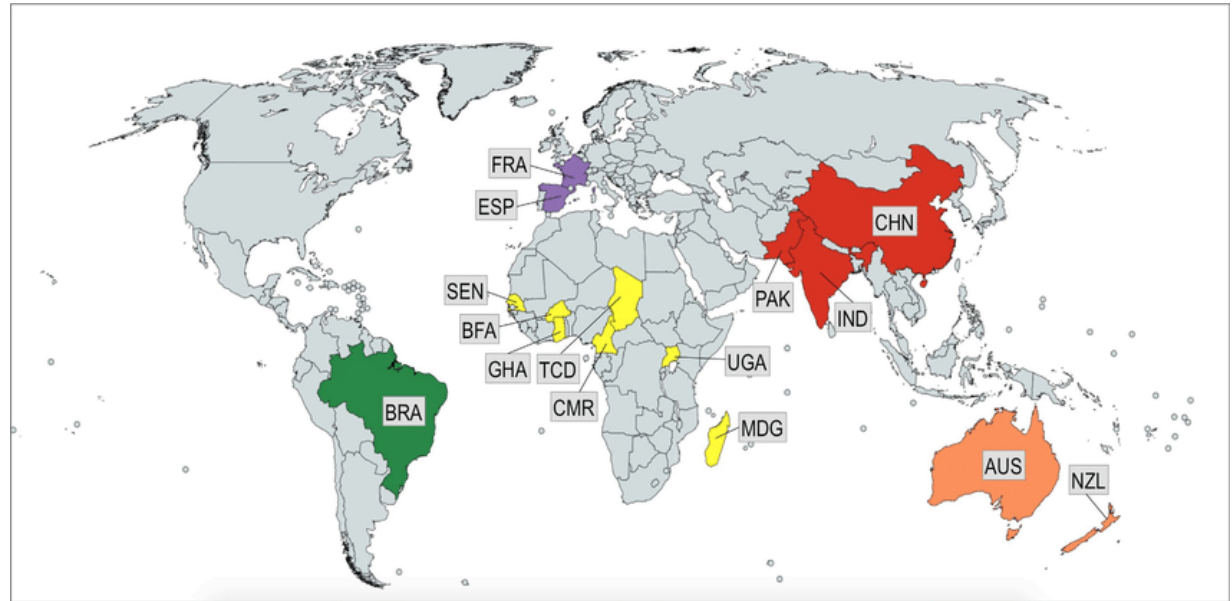 FRA
ESP
CHN
SEN
PAK
IND
BFA
GHA
TCD
UGA
CMR
BRA
MDG
AUS
NZL